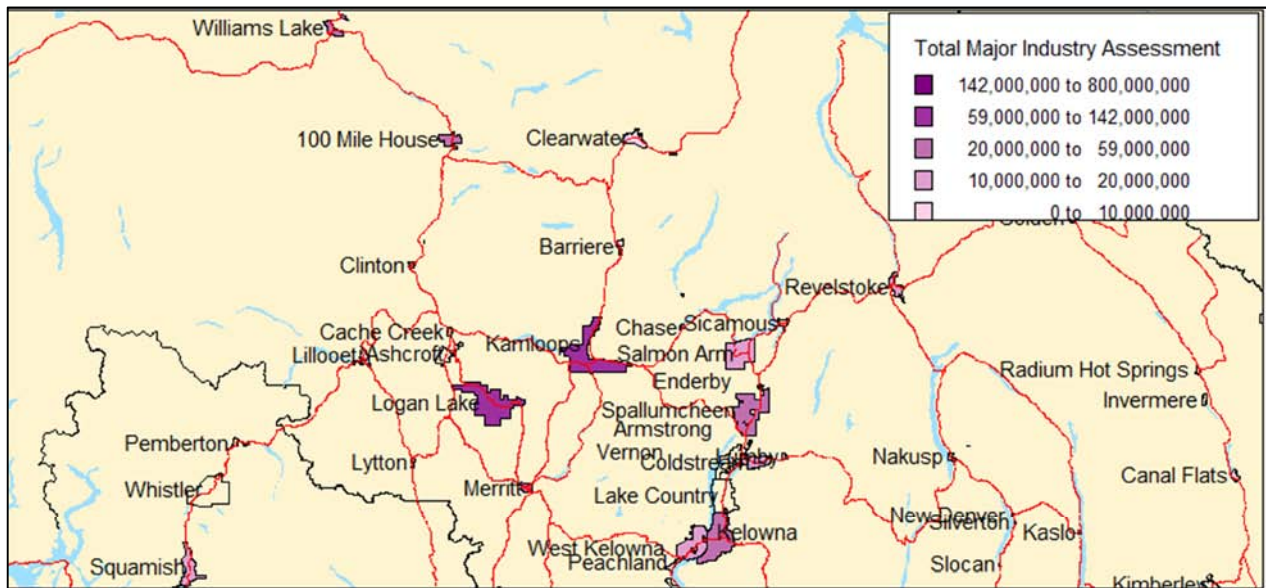 Williams Lake
Total Major Industry Assessment
142,000,000 to 800,000,000
59,000,000 to 142,000,000
20,000,000 to 59,000,000
10,000,000 to 20,000,000
0 to 10,000,000
100 Mile House
Clearwater
Barriere
Clinton
Revelstoke
Cache Creek
Chase
Sicamous
Kamloops
Lillooet
Ashcroft
Salmon Arm
Radium Hot Springs
Enderby
Logan Lake
Invermere
Spallumcheen
Armstrong
Pemberton
Vernon
Lumby
Lytton
Coldstream
Nakusp
Canal Flats
Whistler
Merritt
Lake Country
New Denver
Silverton
Kelowna
Kaslo
West Kelowna
Peachland
Squamish
Slocan
Kimberley